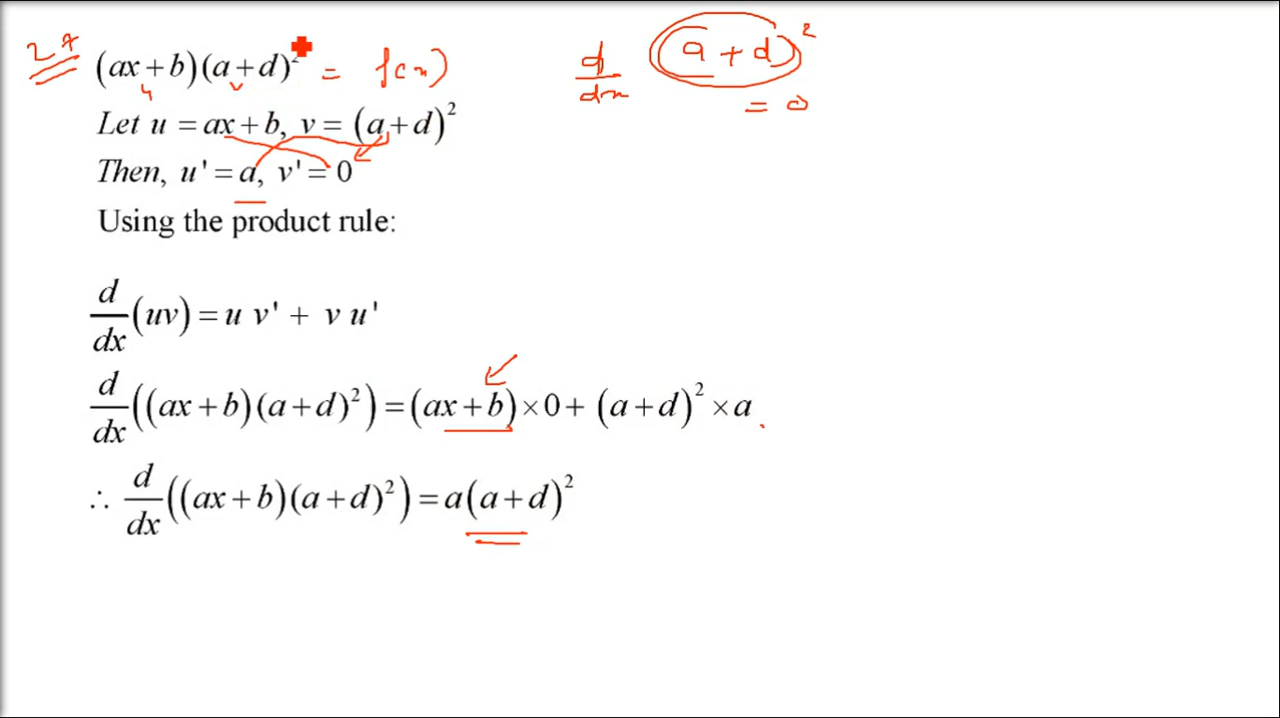 27 (ax + b)(a + d)² = f(x)
d/dx (a + d)² = 0
u v
Let u = ax + b, v = (a + d)²
Then, u' = a, v' = 0
Using the product rule:
d/dx (uv) = u v' + v u'
d/dx ((ax + b)(a + d)²) = (ax + b) × 0 + (a + d)² × a
∴ d/dx ((ax + b)(a + d)²) = a(a + d)²